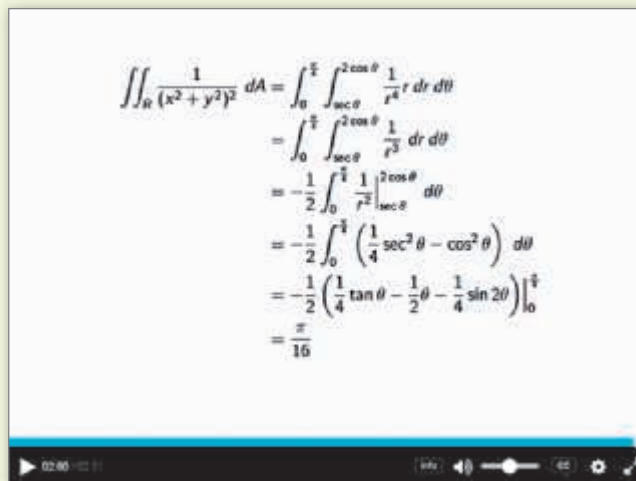 ∬_R 1/(x² + y²)² dA = ∫_0^{π/4} ∫_{sec θ}^{2 cos θ} 1/r⁴ r dr dθ
= ∫_0^{π/4} ∫_{sec θ}^{2 cos θ} 1/r³ dr dθ
= −1/2 ∫_0^{π/4} 1/r² |_{sec θ}^{2 cos θ} dθ
= −1/2 ∫_0^{π/4} (1/4 sec² θ − cos² θ) dθ
= −1/2 (1/4 tan θ − 1/2 θ − 1/4 sin 2θ)|_0^{π/4}
= π/16
info CC